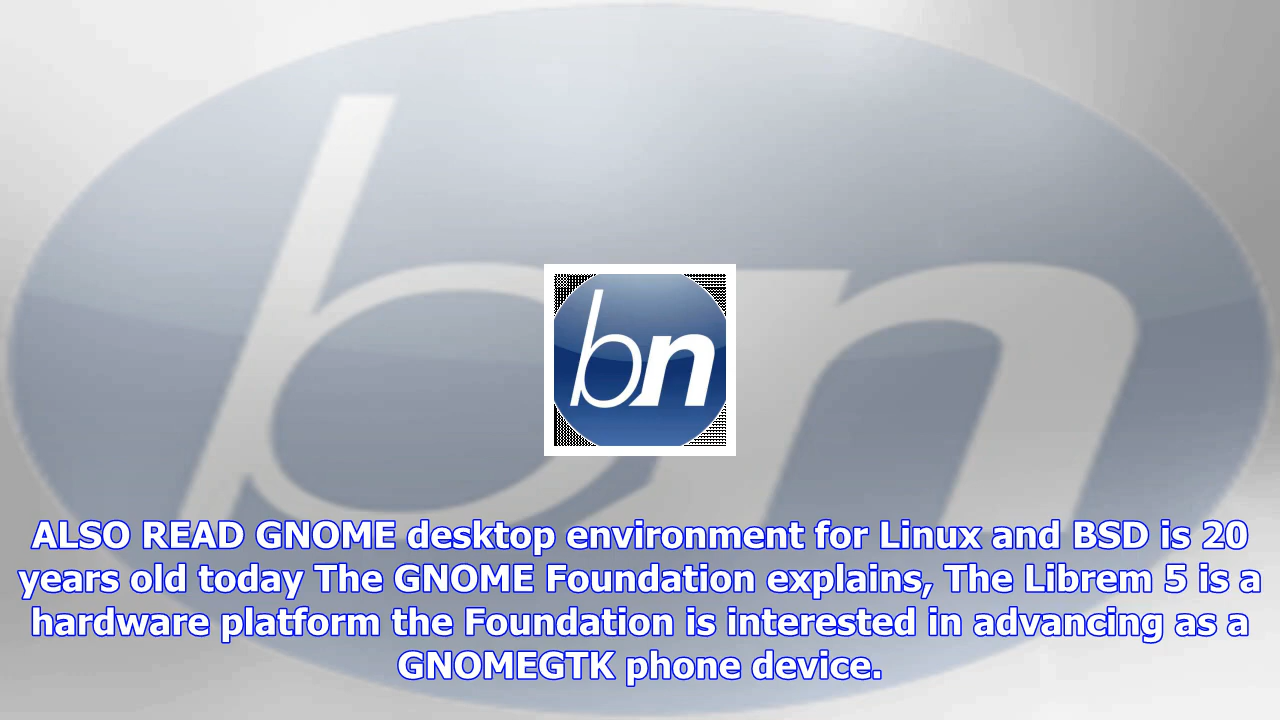 bn
bn
ALSO READ GNOME desktop environment for Linux and BSD is 20
years old today The GNOME Foundation explains, The Librem 5 is a
hardware platform the Foundation is interested in advancing as a
GNOMEGTK phone device.